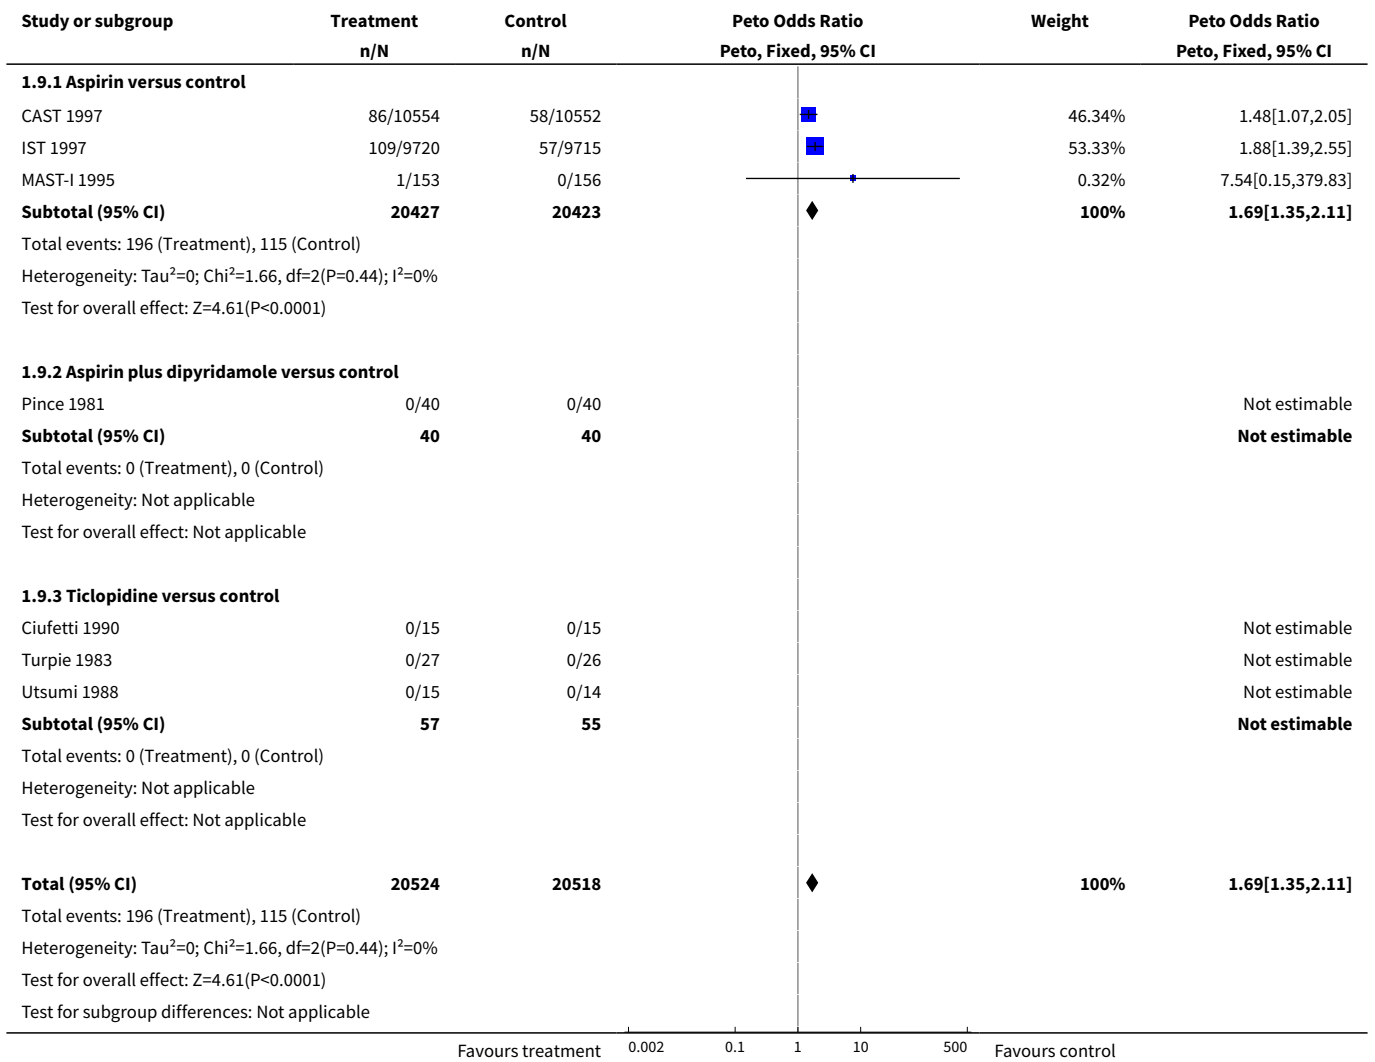 Study or subgroup Treatment Control Peto Odds Ratio Weight Peto Odds Ratio
n/N n/N Peto, Fixed, 95% CI Peto, Fixed, 95% CI
1.9.1 Aspirin versus control
CAST 1997 86/10554 58/10552 46.34% 1.48[1.07,2.05]
IST 1997 109/9720 57/9715 53.33% 1.88[1.39,2.55]
MAST-I 1995 1/153 0/156 0.32% 7.54[0.15,379.83]
Subtotal (95% CI) 20427 20423 100% 1.69[1.35,2.11]
Total events: 196 (Treatment), 115 (Control)
Heterogeneity: Tau²=0; Chi²=1.66, df=2(P=0.44); I²=0%
Test for overall effect: Z=4.61(P<0.0001)
1.9.2 Aspirin plus dipyridamole versus control
Pince 1981 0/40 0/40 Not estimable
Subtotal (95% CI) 40 40 Not estimable
Total events: 0 (Treatment), 0 (Control)
Heterogeneity: Not applicable
Test for overall effect: Not applicable
1.9.3 Ticlopidine versus control
Ciufetti 1990 0/15 0/15 Not estimable
Turpie 1983 0/27 0/26 Not estimable
Utsumi 1988 0/15 0/14 Not estimable
Subtotal (95% CI) 57 55 Not estimable
Total events: 0 (Treatment), 0 (Control)
Heterogeneity: Not applicable
Test for overall effect: Not applicable
Total (95% CI) 20524 20518 100% 1.69[1.35,2.11]
Total events: 196 (Treatment), 115 (Control)
Heterogeneity: Tau²=0; Chi²=1.66, df=2(P=0.44); I²=0%
Test for overall effect: Z=4.61(P<0.0001)
Test for subgroup differences: Not applicable
Favours treatment 0.002 0.1 1 10 500 Favours control